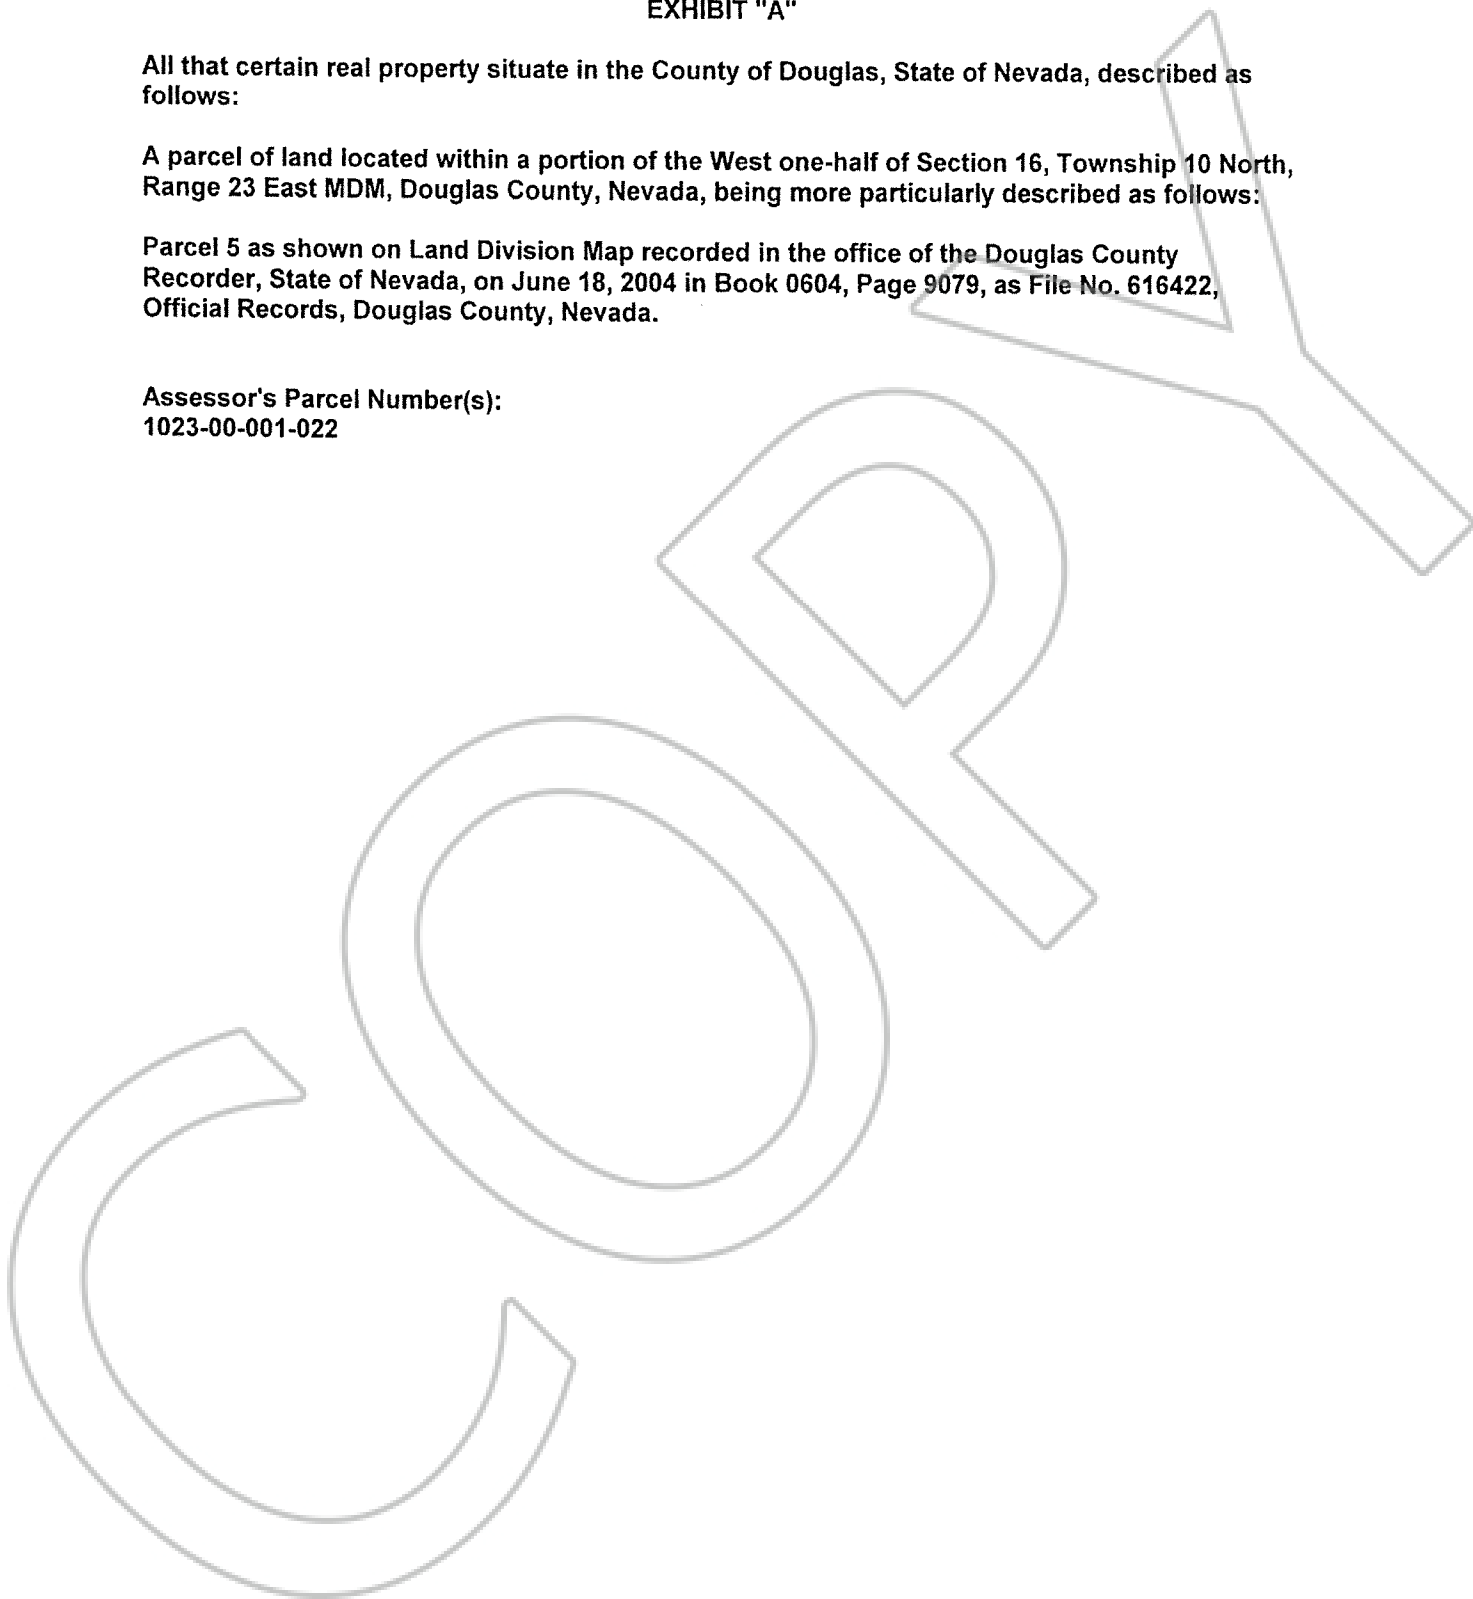 EXHIBIT "A"
All that certain real property situate in the County of Douglas, State of Nevada, described as
follows:
A parcel of land located within a portion of the West one-half of Section 16, Township 10 North,
Range 23 East MDM, Douglas County, Nevada, being more particularly described as follows:
Parcel 5 as shown on Land Division Map recorded in the office of the Douglas County
Recorder, State of Nevada, on June 18, 2004 in Book 0604, Page 9079, as File No. 616422,
Official Records, Douglas County, Nevada.
Assessor's Parcel Number(s):
1023-00-001-022
COPY